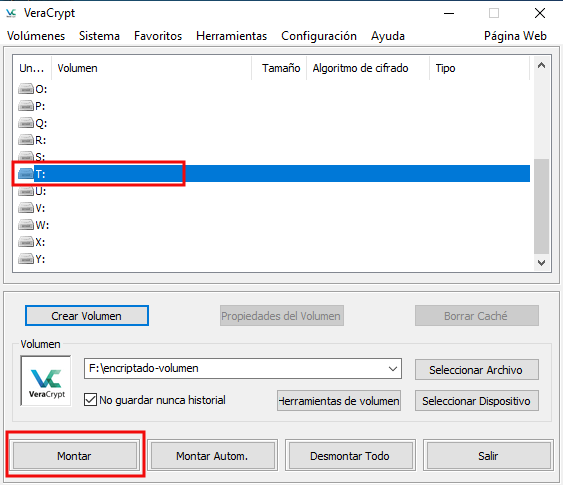 VeraCrypt
Volúmenes Sistema Favoritos Herramientas Configuración Ayuda Página Web
Un... Volumen Tamaño Algoritmo de cifrado Tipo
O:
P:
Q:
R:
S:
T:
U:
V:
W:
X:
Y:
Crear Volumen Propiedades del Volumen Borrar Caché
Volumen
VeraCrypt
F:\encriptado-volumen Seleccionar Archivo
No guardar nunca historial Herramientas de volumen Seleccionar Dispositivo
Montar Montar Autom. Desmontar Todo Salir